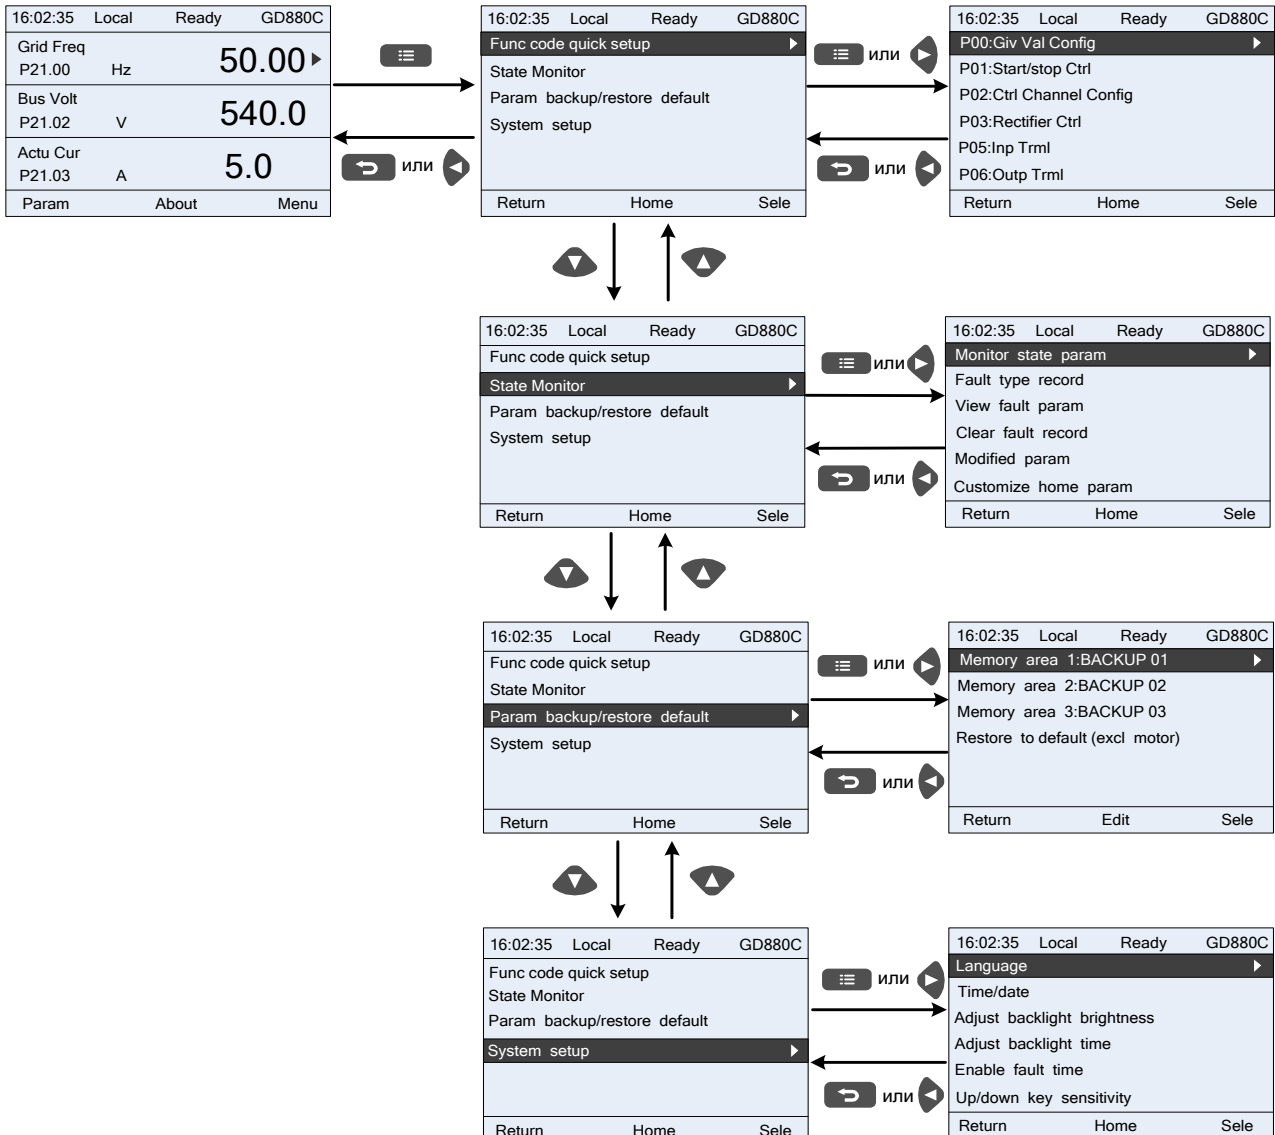 16:02:35 Local Ready GD880C
Grid Freq
P21.00 Hz 50.00
Bus Volt
P21.02 V 540.0
Actu Cur
P21.03 A 5.0
Param About Menu
или
16:02:35 Local Ready GD880C
Func code quick setup
State Monitor
Param backup/restore default
System setup
Return Home Sele
или
или
16:02:35 Local Ready GD880C
P00:Giv Val Config
P01:Start/stop Ctrl
P02:Ctrl Channel Config
P03:Rectifier Ctrl
P05:Inp Trml
P06:Outp Trml
Return Home Sele
16:02:35 Local Ready GD880C
Func code quick setup
State Monitor
Param backup/restore default
System setup
Return Home Sele
или
или
16:02:35 Local Ready GD880C
Monitor state param
Fault type record
View fault param
Clear fault record
Modified param
Customize home param
Return Home Sele
16:02:35 Local Ready GD880C
Func code quick setup
State Monitor
Param backup/restore default
System setup
Return Home Sele
или
или
16:02:35 Local Ready GD880C
Memory area 1:BACKUP 01
Memory area 2:BACKUP 02
Memory area 3:BACKUP 03
Restore to default (excl motor)
Return Edit Sele
16:02:35 Local Ready GD880C
Func code quick setup
State Monitor
Param backup/restore default
System setup
Return Home Sele
или
или
16:02:35 Local Ready GD880C
Language
Time/date
Adjust backlight brightness
Adjust backlight time
Enable fault time
Up/down key sensitivity
Return Home Sele